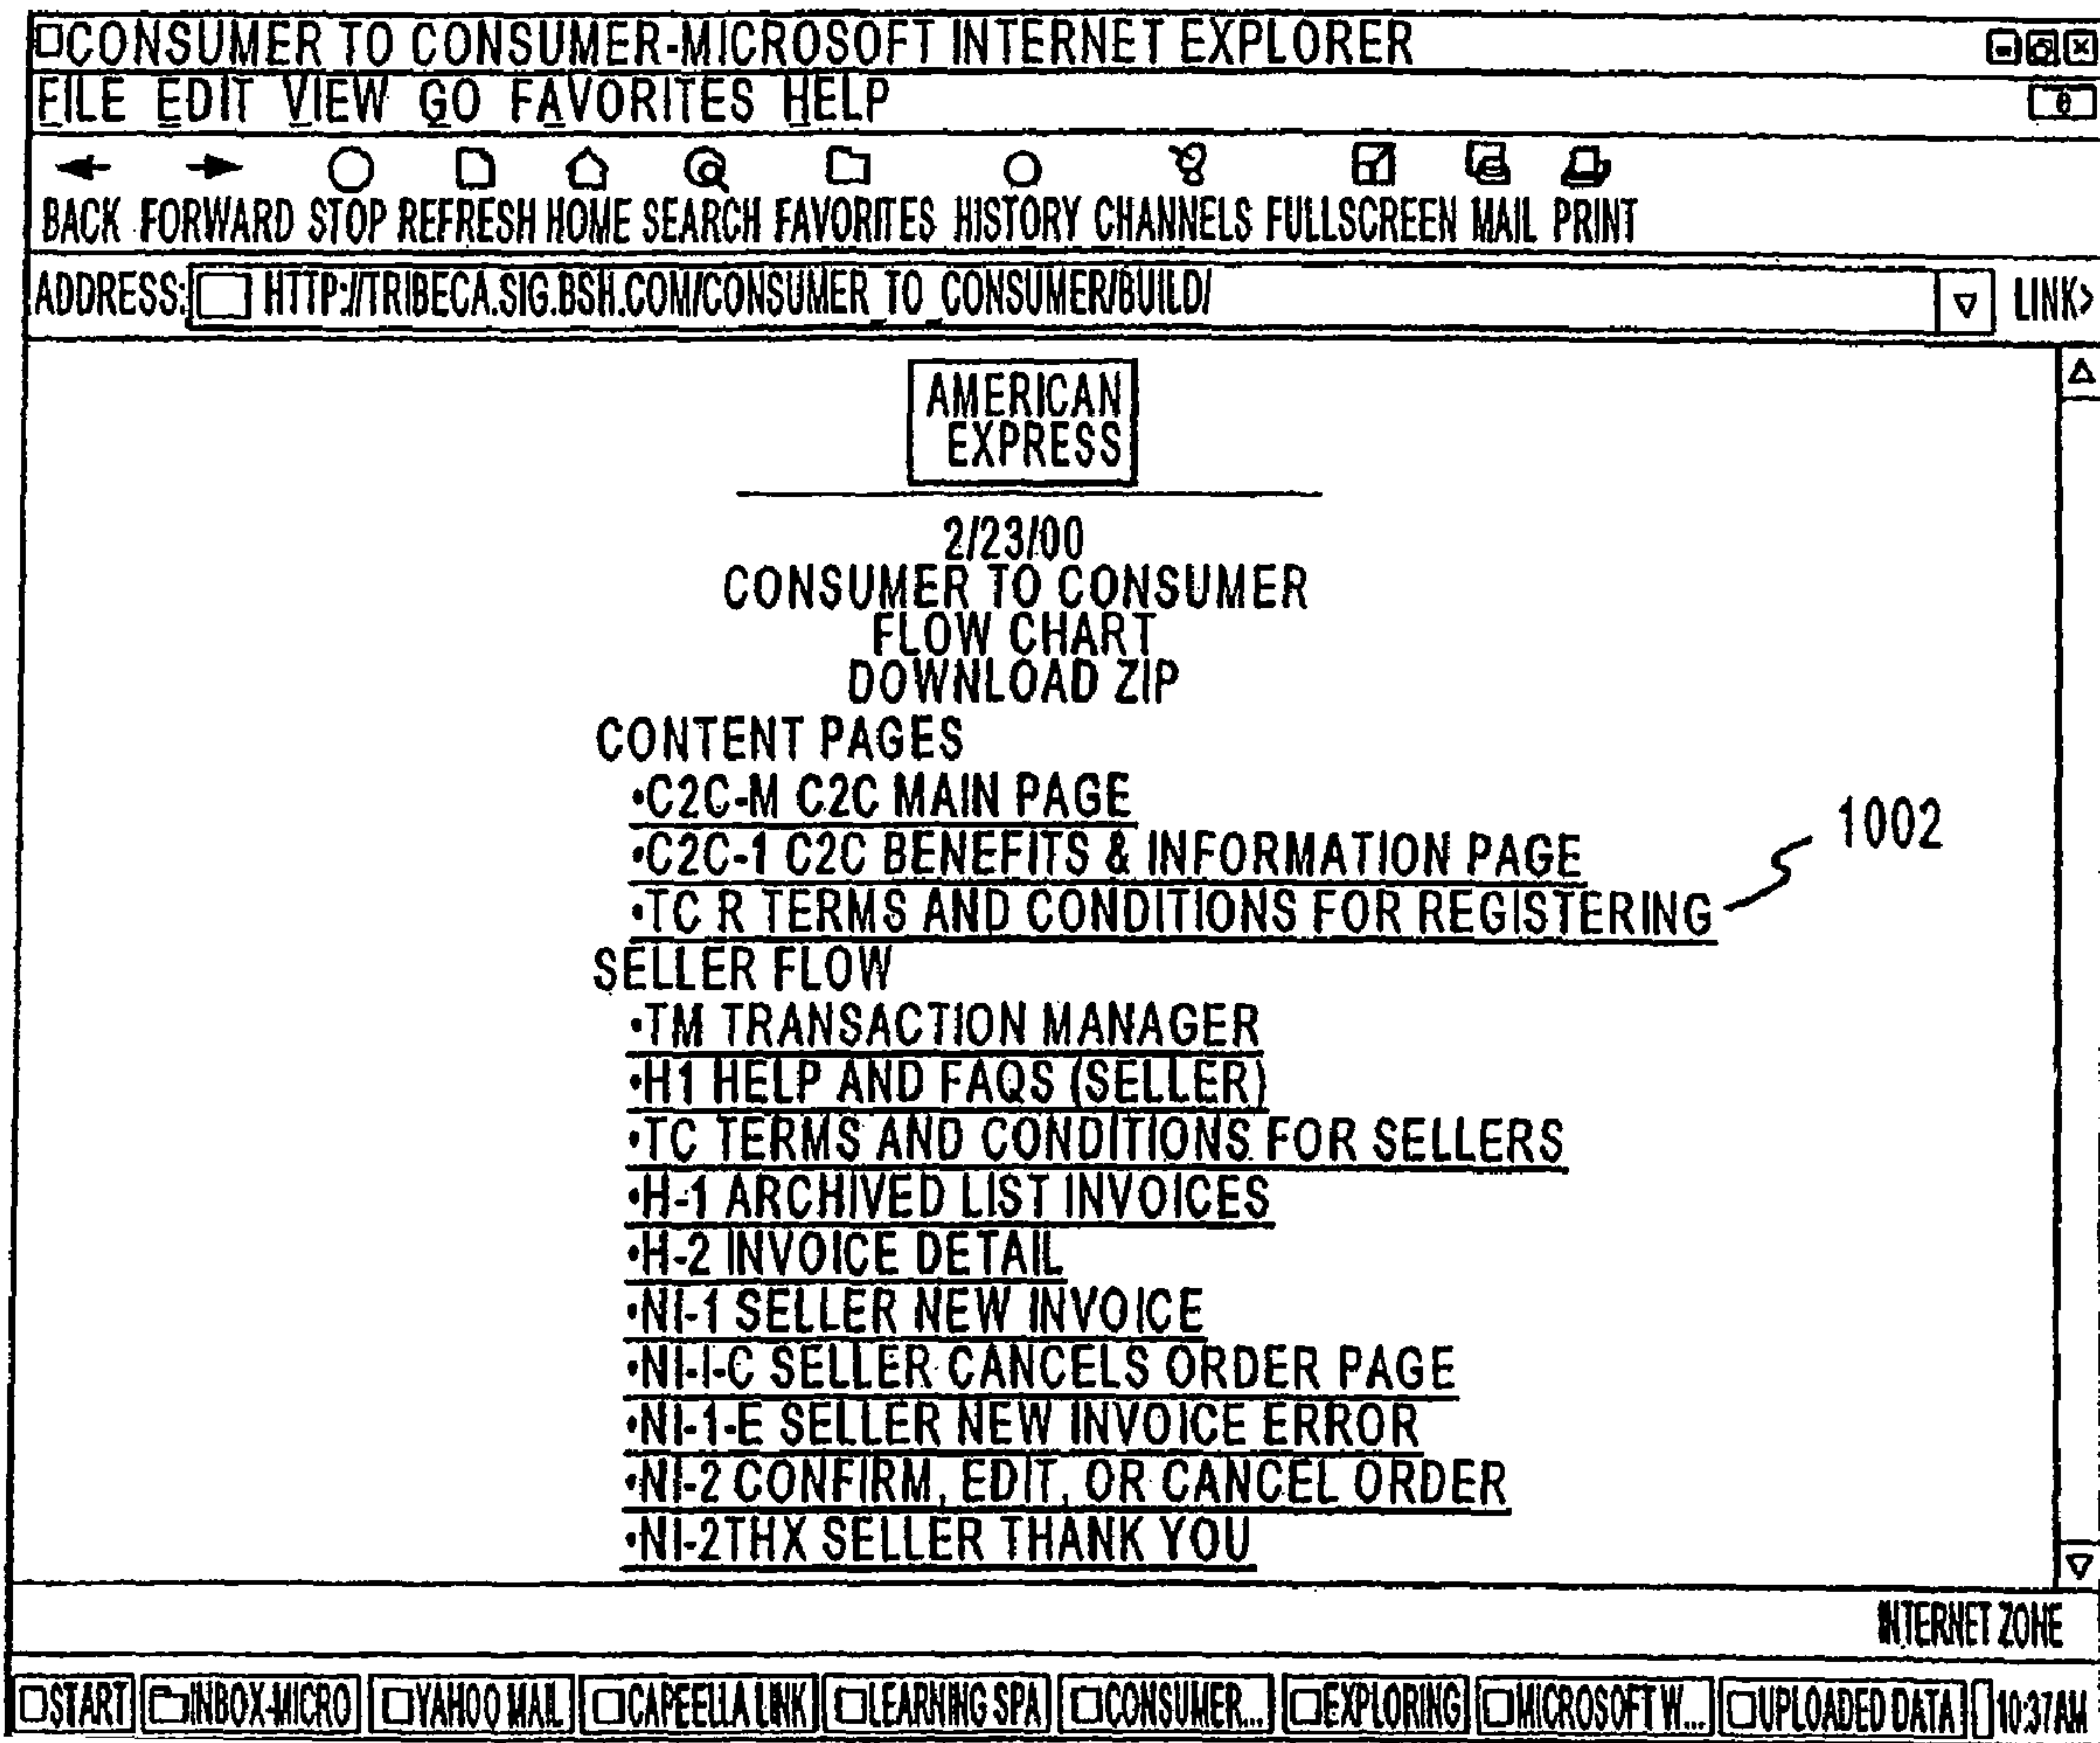 CONSUMER TO CONSUMER-MICROSOFT INTERNET EXPLORER
FILE EDIT VIEW GO FAVORITES HELP
BACK FORWARD STOP REFRESH HOME SEARCH FAVORITES HISTORY CHANNELS FULLSCREEN MAIL PRINT
ADDRESS: HTTP://TRIBECA.SIG.BSH.COM/CONSUMER_TO_CONSUMER/BUILD/ LINK>
AMERICAN
EXPRESS
2/23/00
CONSUMER TO CONSUMER
FLOW CHART
DOWNLOAD ZIP
CONTENT PAGES
•C2C-M C2C MAIN PAGE
•C2C-1 C2C BENEFITS & INFORMATION PAGE
1002
•TC R TERMS AND CONDITIONS FOR REGISTERING
SELLER FLOW
•TM TRANSACTION MANAGER
•H1 HELP AND FAQS (SELLER)
•TC TERMS AND CONDITIONS FOR SELLERS
•H-1 ARCHIVED LIST INVOICES
•H-2 INVOICE DETAIL
•NI-1 SELLER NEW INVOICE
•NI-I-C SELLER CANCELS ORDER PAGE
•NI-1-E SELLER NEW INVOICE ERROR
•NI-2 CONFIRM, EDIT, OR CANCEL ORDER
•NI-2THX SELLER THANK YOU
INTERNET ZONE
START INBOX-MICRO YAHOO MAIL CAPEELLA LINK LEARNING SPA CONSUMER... EXPLORING MICROSOFT W... UPLOADED DATA 10:37AM